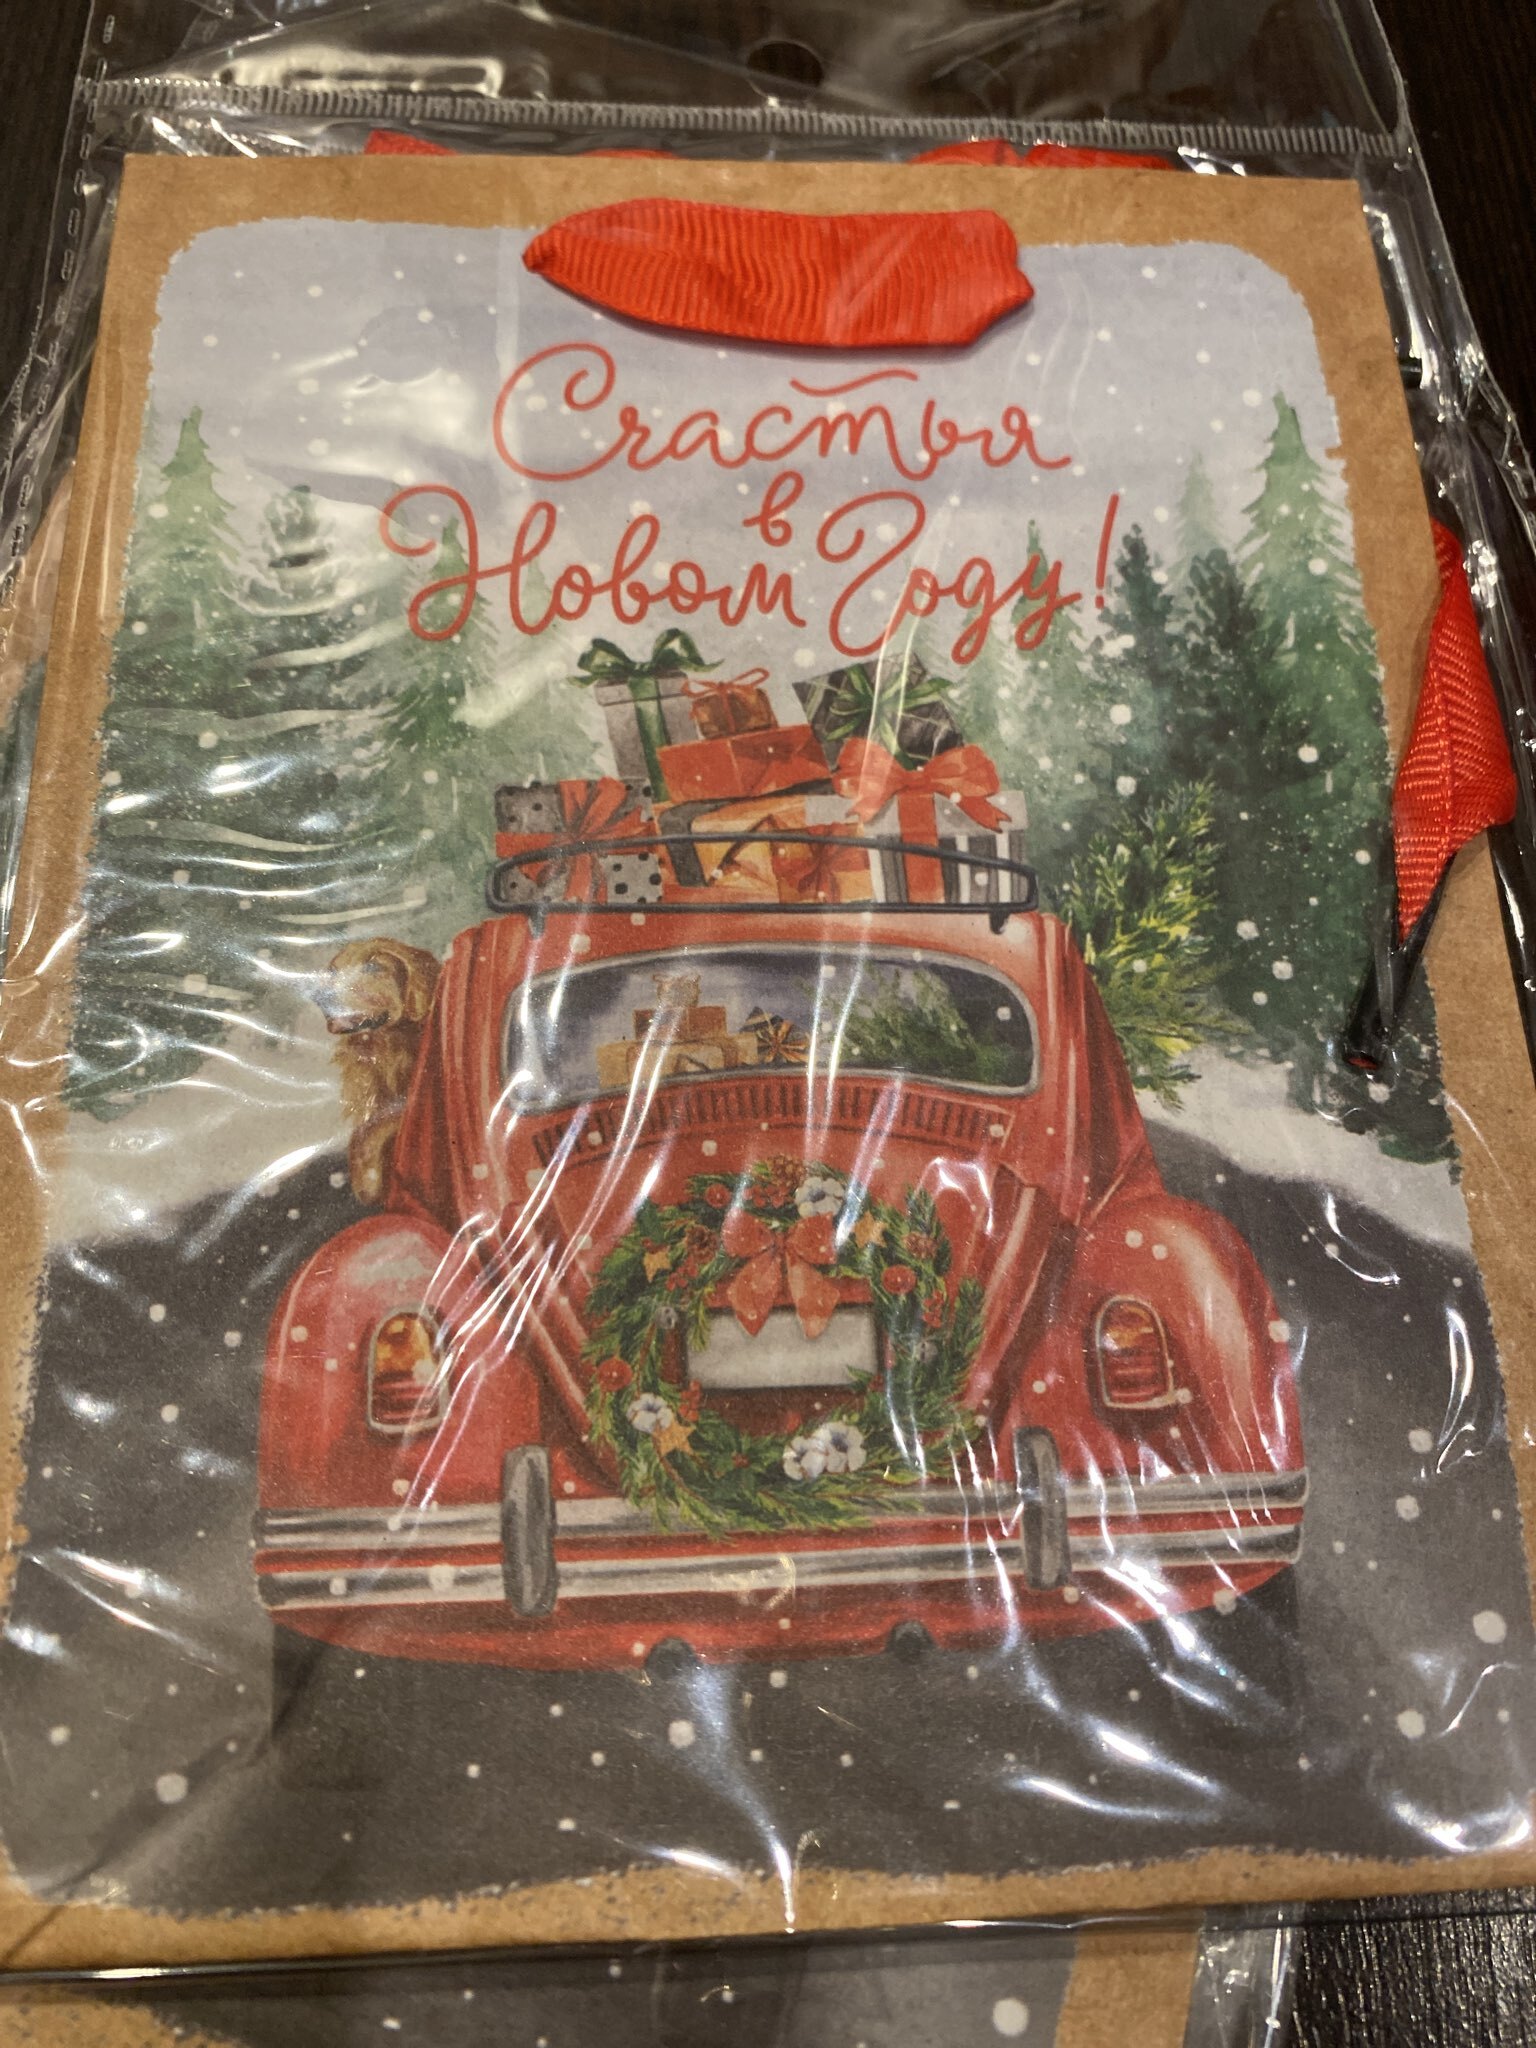 Счастья
в
Новом Году!